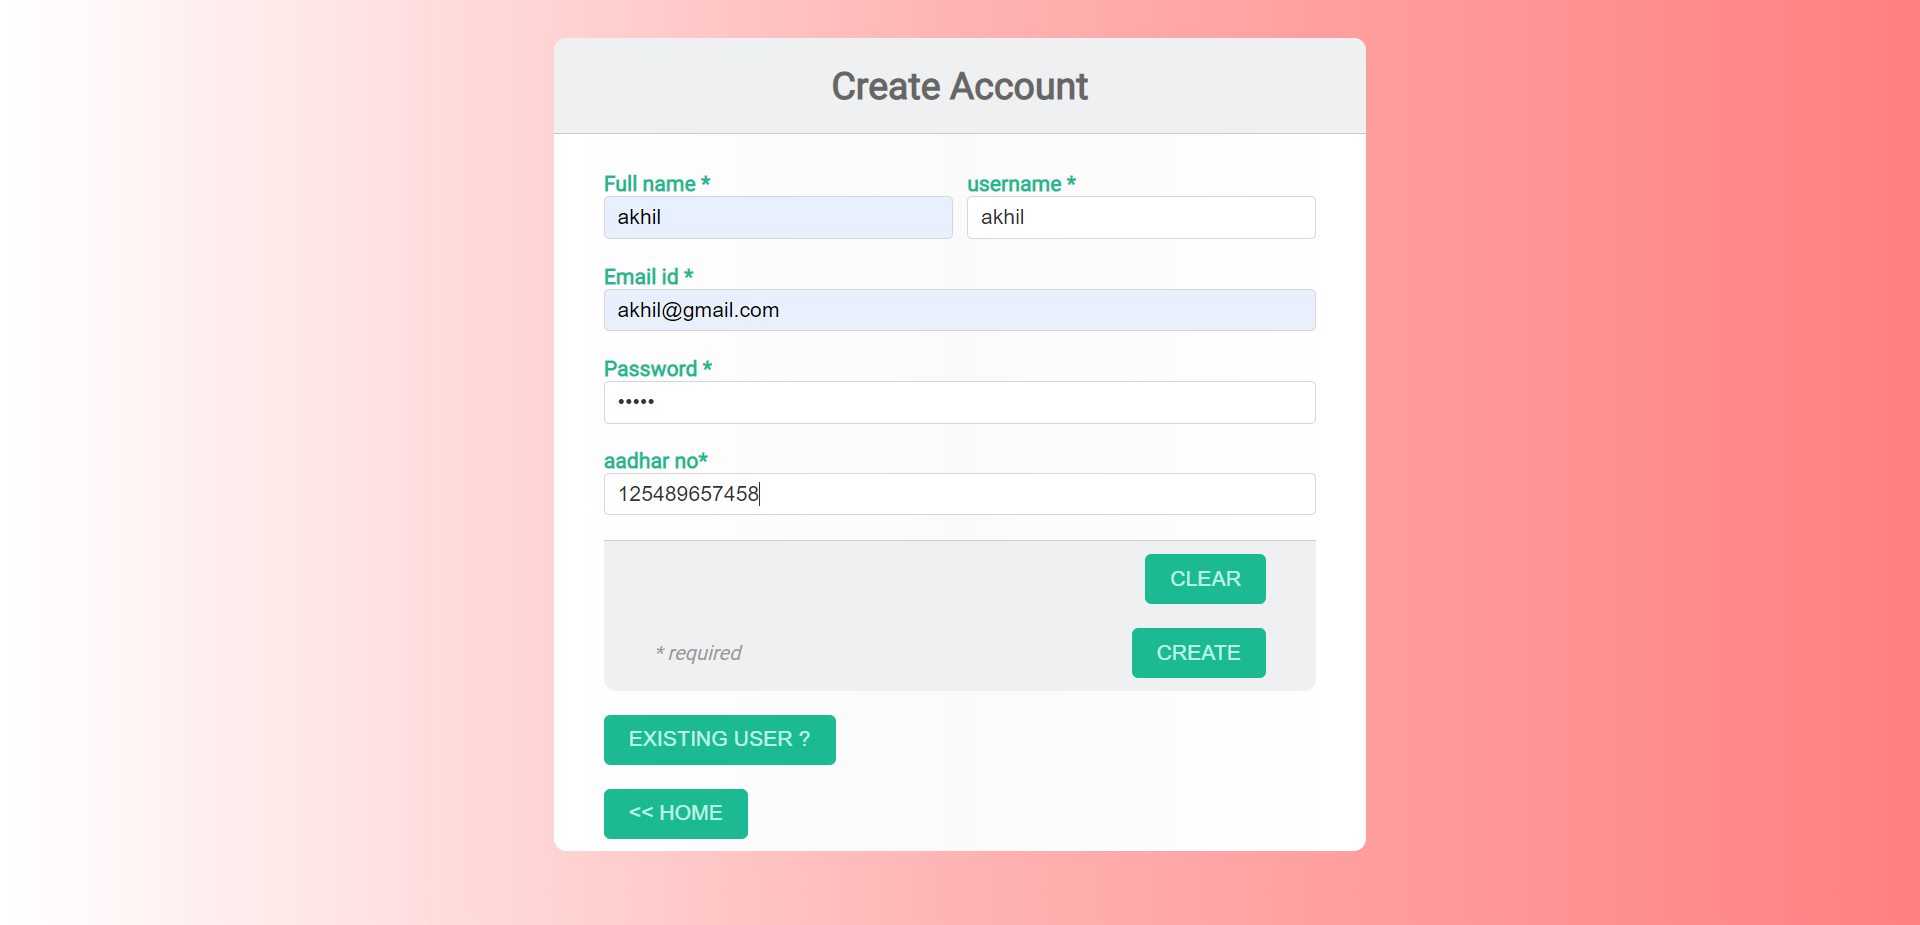 Create Account
Full name * username *
akhil akhil
Email id *
akhil@gmail.com
Password *
•••••
aadhar no*
125489657458
CLEAR
* required CREATE
EXISTING USER ?
<< HOME